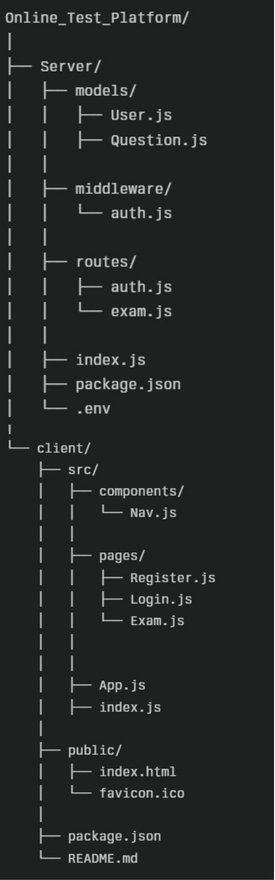 Online_Test_Platform/
│
├── Server/
│   ├── models/
│   │   ├── User.js
│   │   ├── Question.js
│   │
│   ├── middleware/
│   │   └── auth.js
│   │
│   ├── routes/
│   │   ├── auth.js
│   │   └── exam.js
│   │
│   ├── index.js
│   ├── package.json
│   └── .env
╎
└── client/
    ├── src/
    │   ├── components/
    │   │   └── Nav.js
    │   │
    │   ├── pages/
    │   │   ├── Register.js
    │   │   ├── Login.js
    │   │   └── Exam.js
    │   │
    │   │
    │   ├── App.js
    │   ├── index.js
    │
    ├── public/
    │   ├── index.html
    │   └── favicon.ico
    │
    ├── package.json
    └── README.md